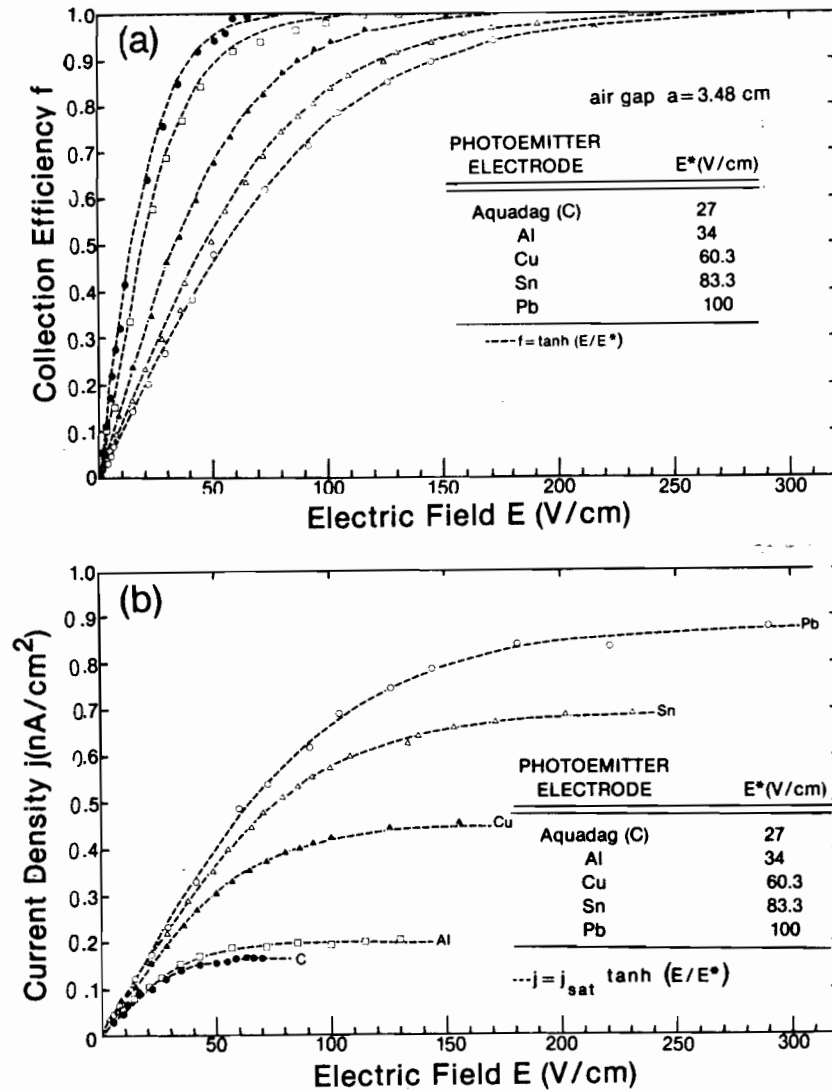 (a)
Collection Efficiency f
1.0
0.9
0.8
0.7
0.6
0.5
0.4
0.3
0.2
0.1
0
50
100
150
200
250
300
Electric Field E (V/cm)
air gap a=3.48 cm
PHOTOEMITTER
ELECTRODE E*(V/cm)
Aquadag (C) 27
Al 34
Cu 60.3
Sn 83.3
Pb 100
----f=tanh (E/E*)
(b)
Current Density j(nA/cm²)
1.0
0.9
0.8
0.7
0.6
0.5
0.4
0.3
0.2
0.1
0
50
100
150
200
250
300
Electric Field E (V/cm)
Pb
Sn
Cu
Al
C
PHOTOEMITTER
ELECTRODE E*(V/cm)
Aquadag (C) 27
Al 34
Cu 60.3
Sn 83.3
Pb 100
---j=j_sat tanh (E/E*)